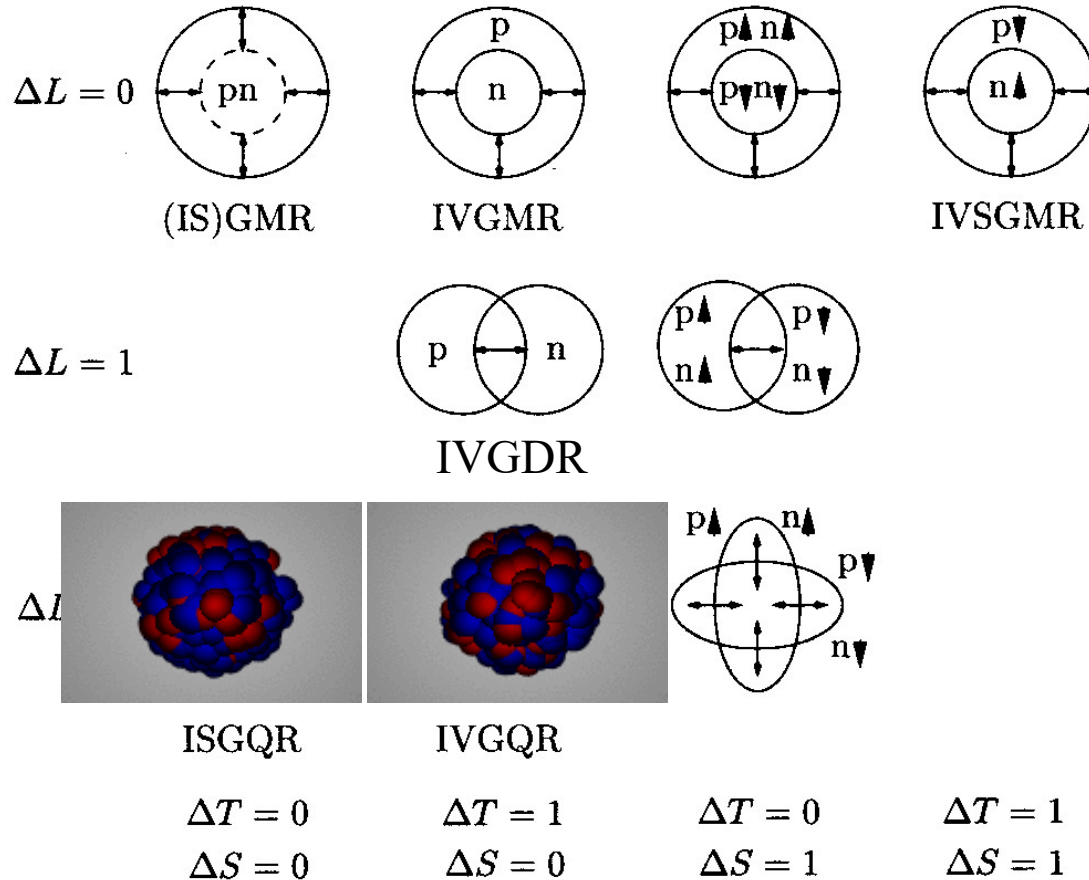 ΔL = 0
pn
p
n
p n
p n
p
n
(IS)GMR IVGMR IVSGMR
ΔL = 1
p n
p p
n n
IVGDR
p n
p
ΔL
n
ISGQR IVGQR
ΔT = 0 ΔT = 1 ΔT = 0 ΔT = 1
ΔS = 0 ΔS = 0 ΔS = 1 ΔS = 1